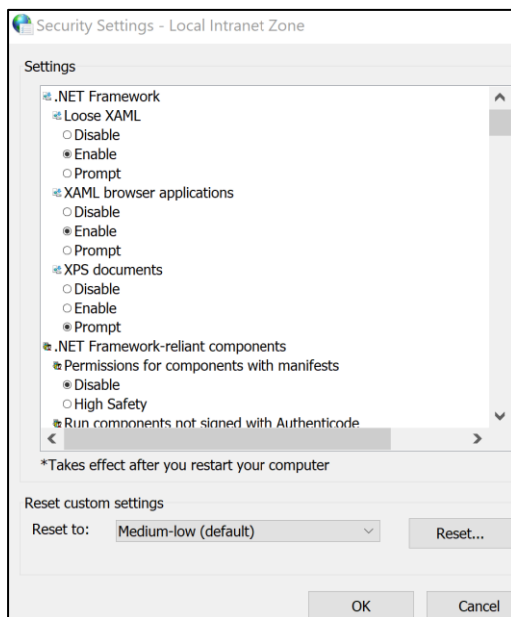 Security Settings - Local Intranet Zone
Settings
.NET Framework
Loose XAML
Disable
Enable
Prompt
XAML browser applications
Disable
Enable
Prompt
XPS documents
Disable
Enable
Prompt
.NET Framework-reliant components
Permissions for components with manifests
Disable
High Safety
Run components not signed with Authenticode
*Takes effect after you restart your computer
Reset custom settings
Reset to: Medium-low (default) Reset...
OK Cancel